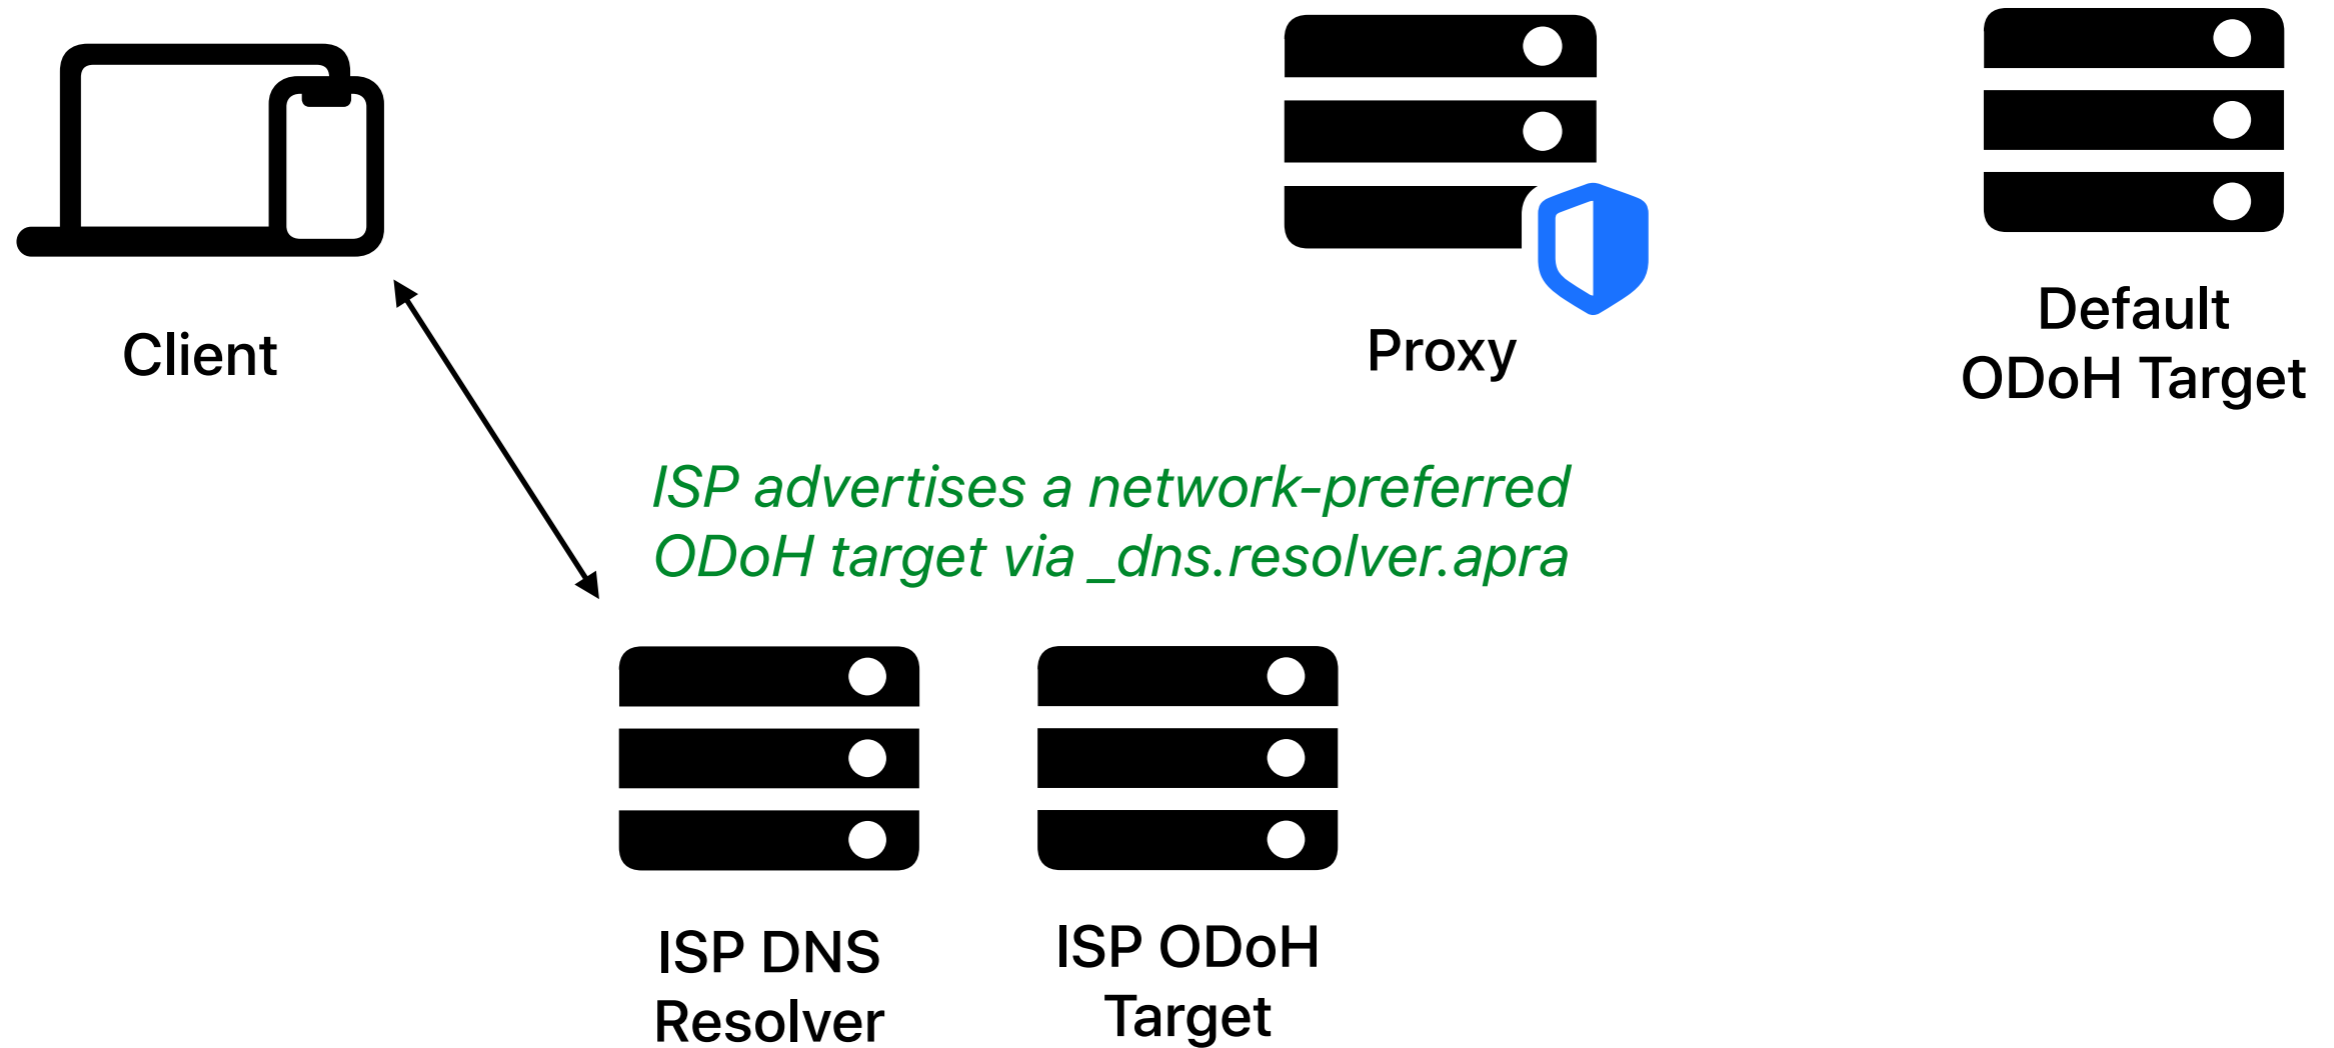 Client
Proxy
Default
ODoH Target
ISP advertises a network-preferred
ODoH target via _dns.resolver.apra
ISP DNS
Resolver
ISP ODoH
Target